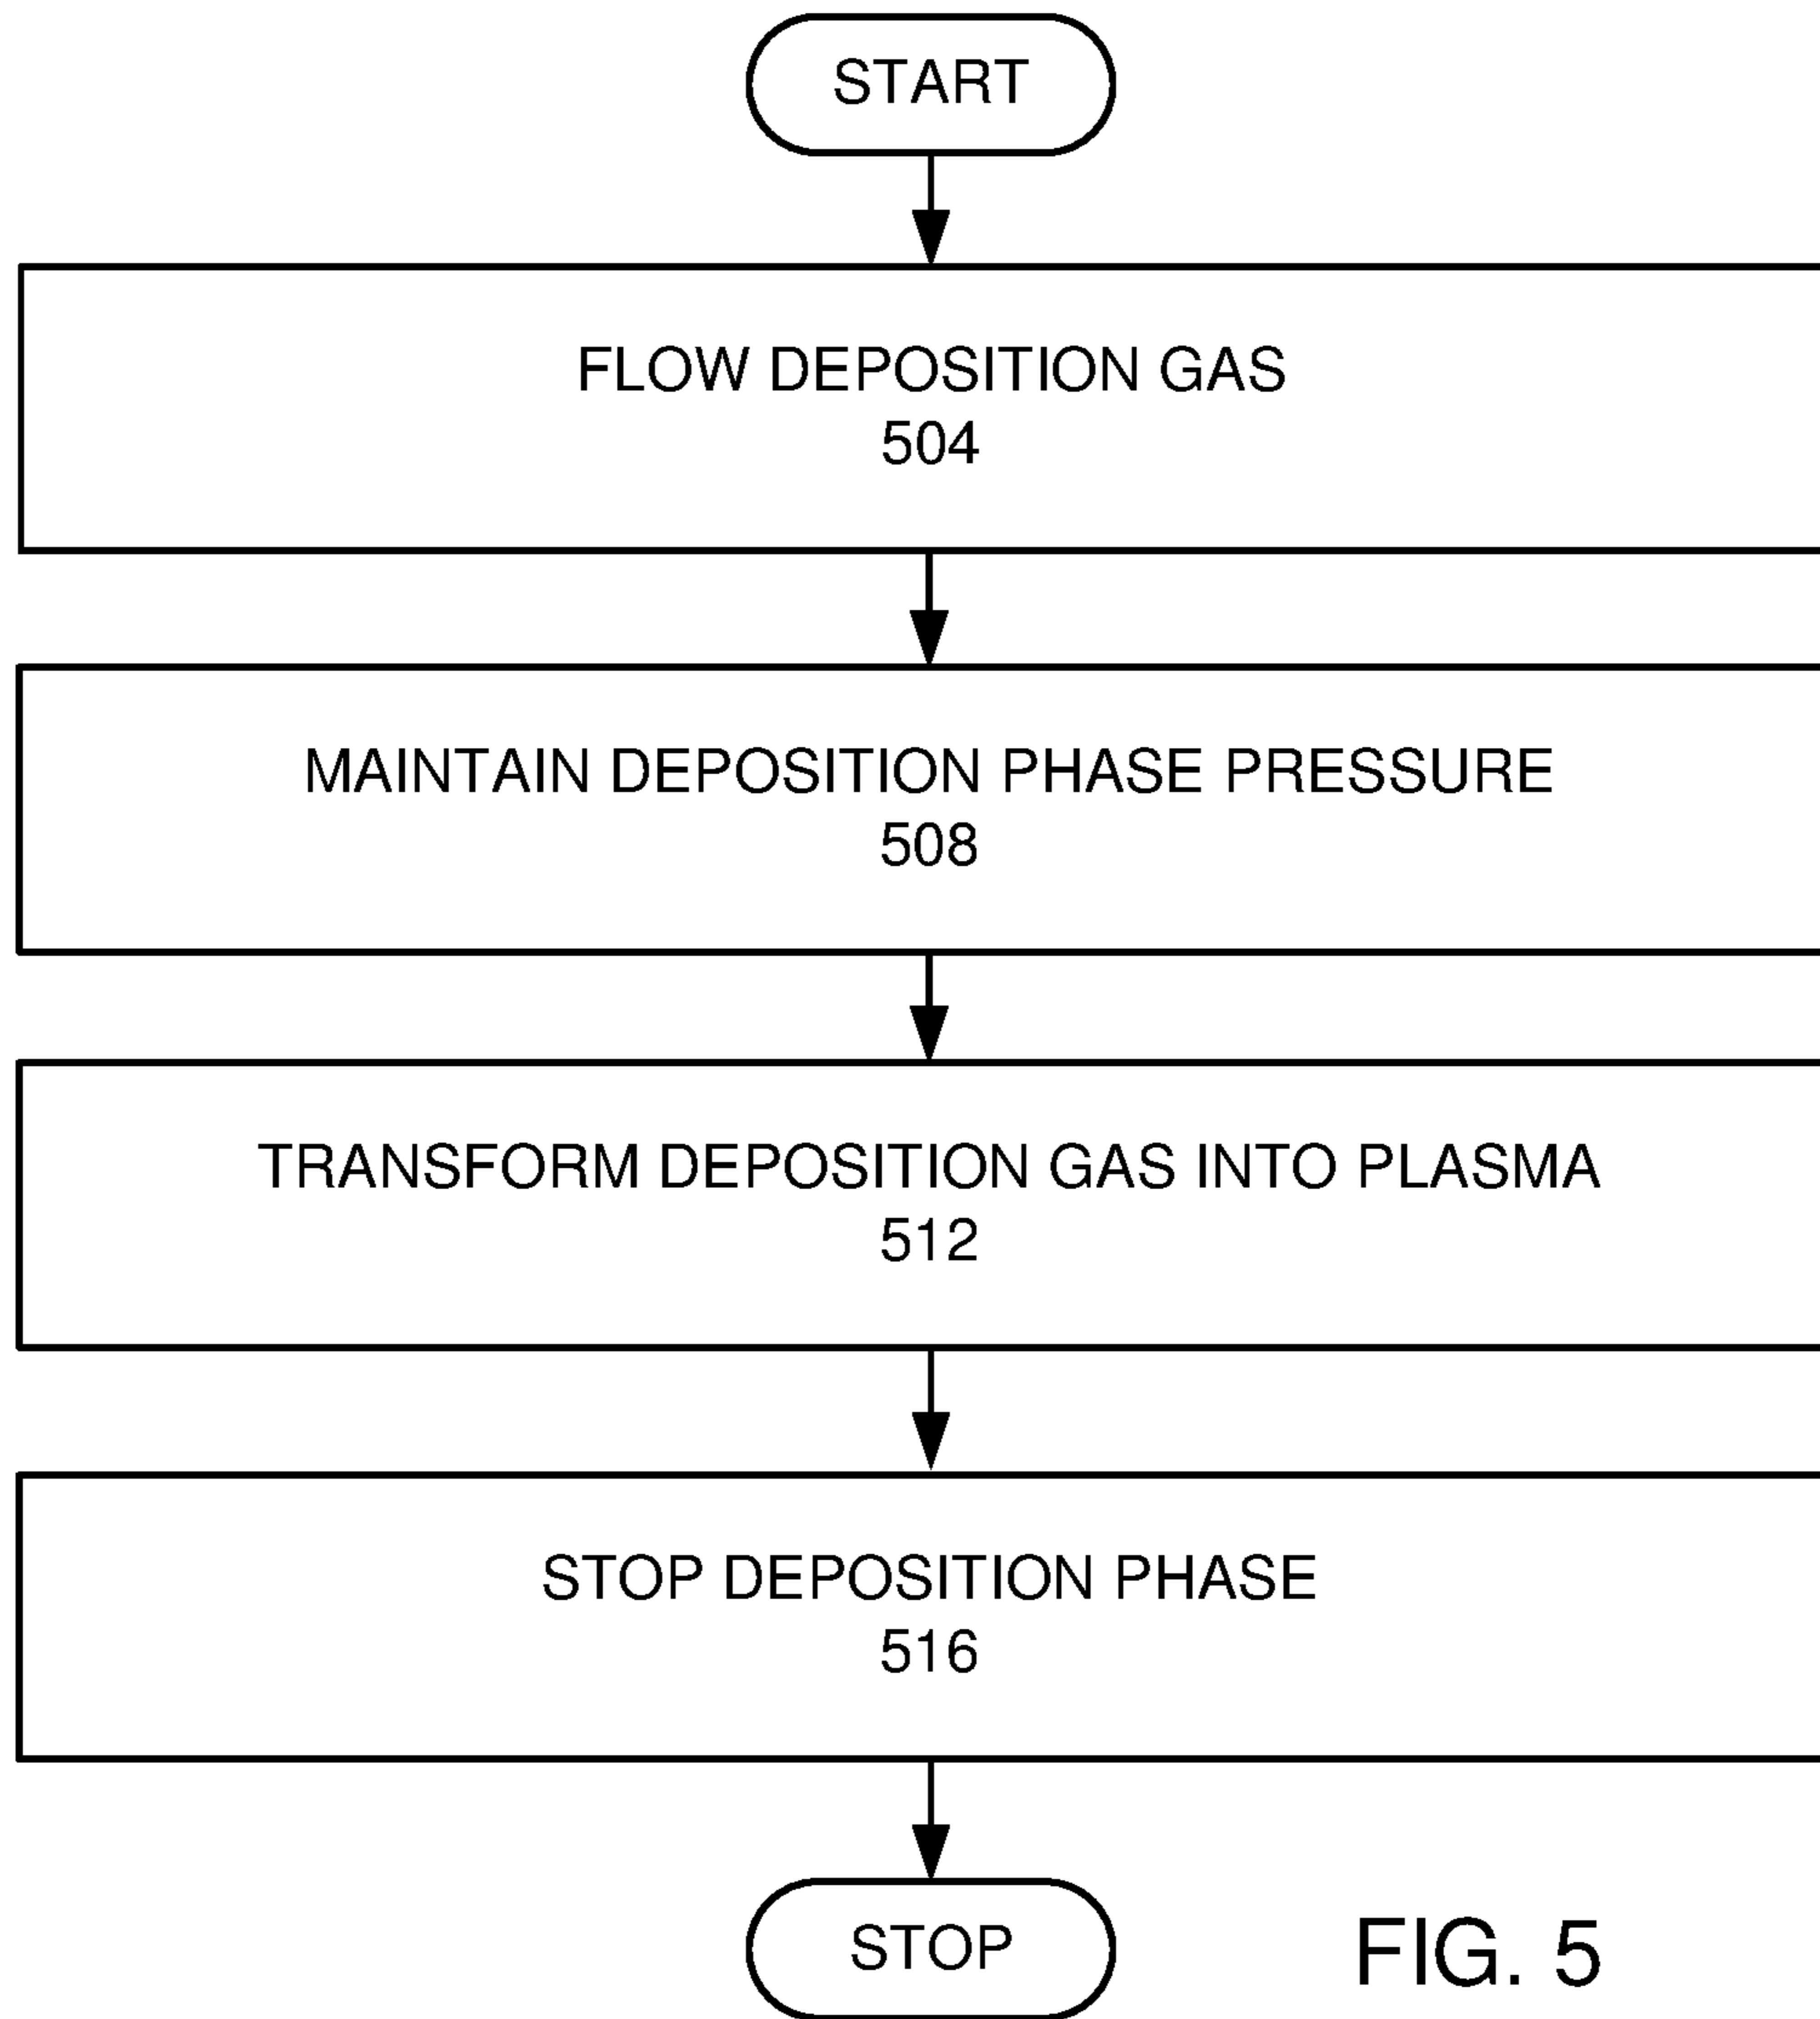 START
FLOW DEPOSITION GAS
504
MAINTAIN DEPOSITION PHASE PRESSURE
508
TRANSFORM DEPOSITION GAS INTO PLASMA
512
STOP DEPOSITION PHASE
516
STOP
FIG. 5